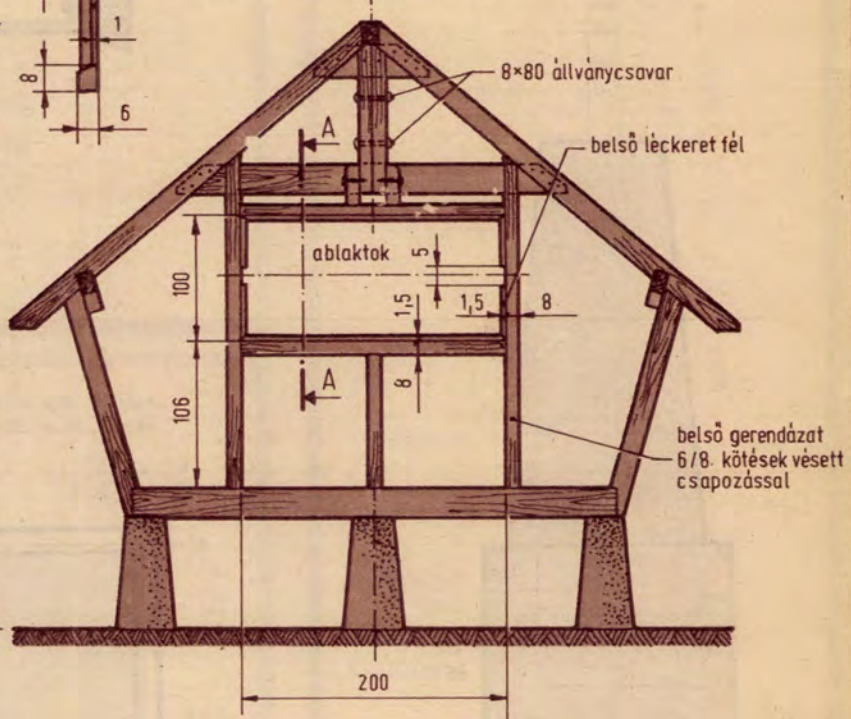 1
8
6
8×80 állványcsavar
A
belső léckeret fél
ablaktok
5
100
1,5
1,5
8
8
A
106
belső gerendázat
6/8. kötések vésett
csapozással
200